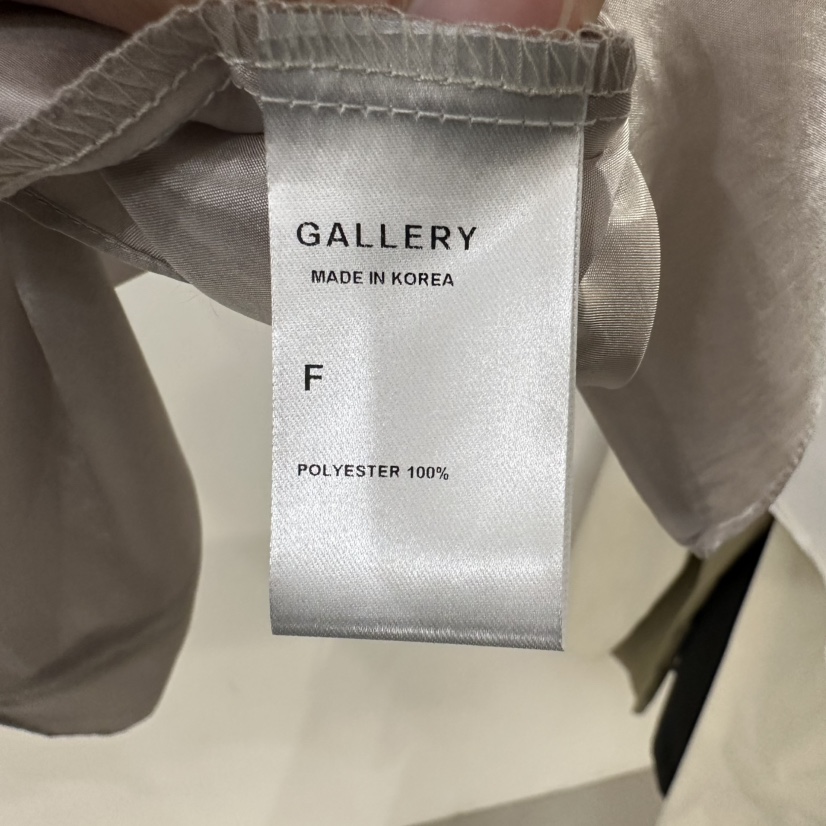 GALLERY
MADE IN KOREA
F
POLYESTER 100%